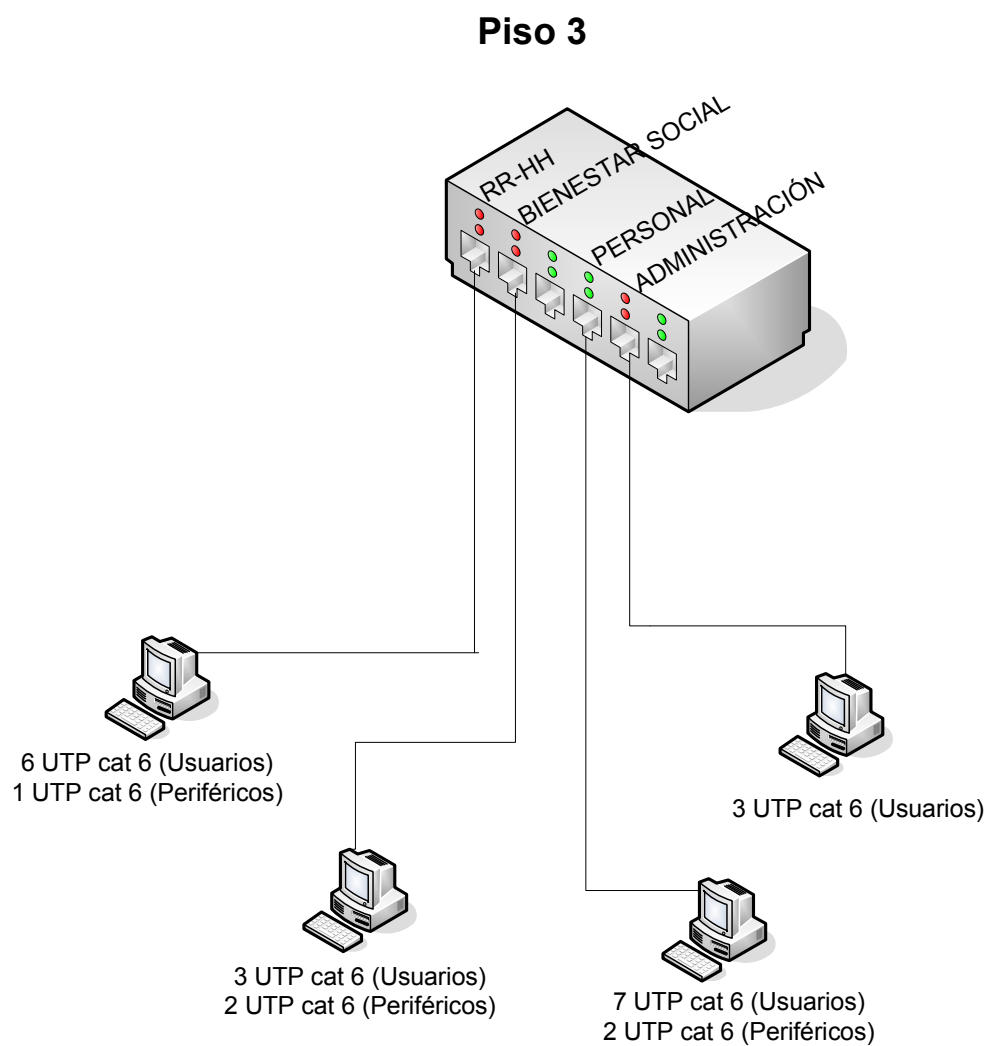 Piso 3
RR-HH
BIENESTAR SOCIAL
PERSONAL
ADMINISTRACIÓN
6 UTP cat 6 (Usuarios)
1 UTP cat 6 (Periféricos)
3 UTP cat 6 (Usuarios)
3 UTP cat 6 (Usuarios)
2 UTP cat 6 (Periféricos)
7 UTP cat 6 (Usuarios)
2 UTP cat 6 (Periféricos)